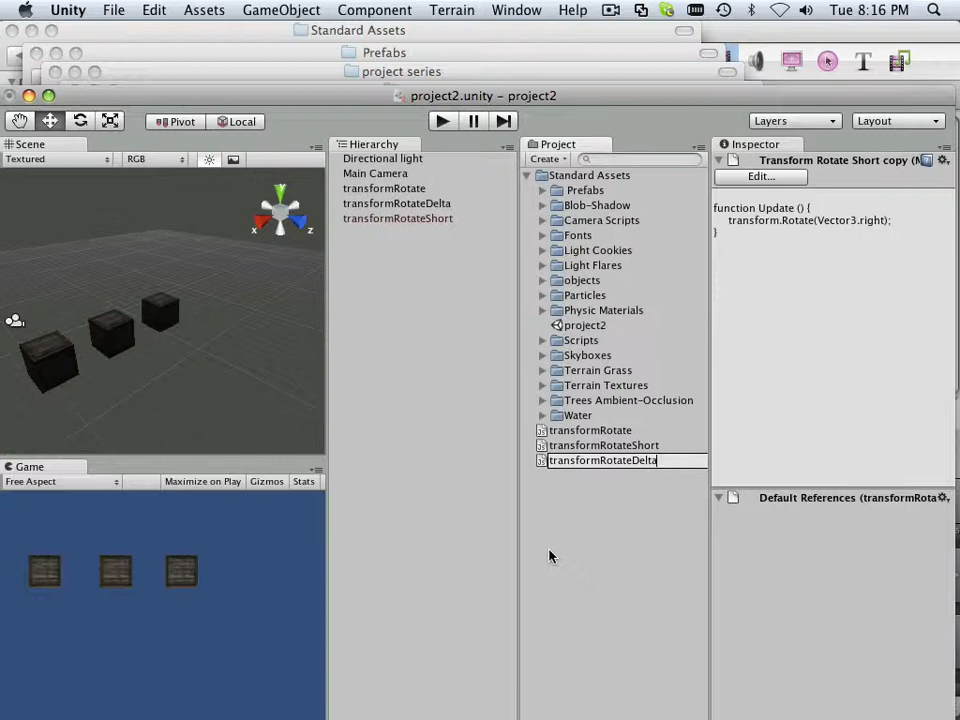 Unity File Edit Assets GameObject Component Terrain Window Help Tue 8:16 PM
Standard Assets
Prefabs
project series
project2.unity – project2
Pivot Local Layers Layout
Scene Hierarchy Project Inspector
Textured RGB Create
Directional light
Main Camera
transformRotate
transformRotateDelta
transformRotateShort
Standard Assets
Prefabs
Blob-Shadow
Camera Scripts
Fonts
Light Cookies
Light Flares
objects
Particles
Physic Materials
project2
Scripts
Skyboxes
Terrain Grass
Terrain Textures
Trees Ambient-Occlusion
Water
transformRotate
transformRotateShort
transformRotateDelta
Transform Rotate Short copy (M
Edit...
function Update () {
transform.Rotate(Vector3.right);
}
Default References (transformRota
x z
Game
Free Aspect Maximize on Play Gizmos Stats